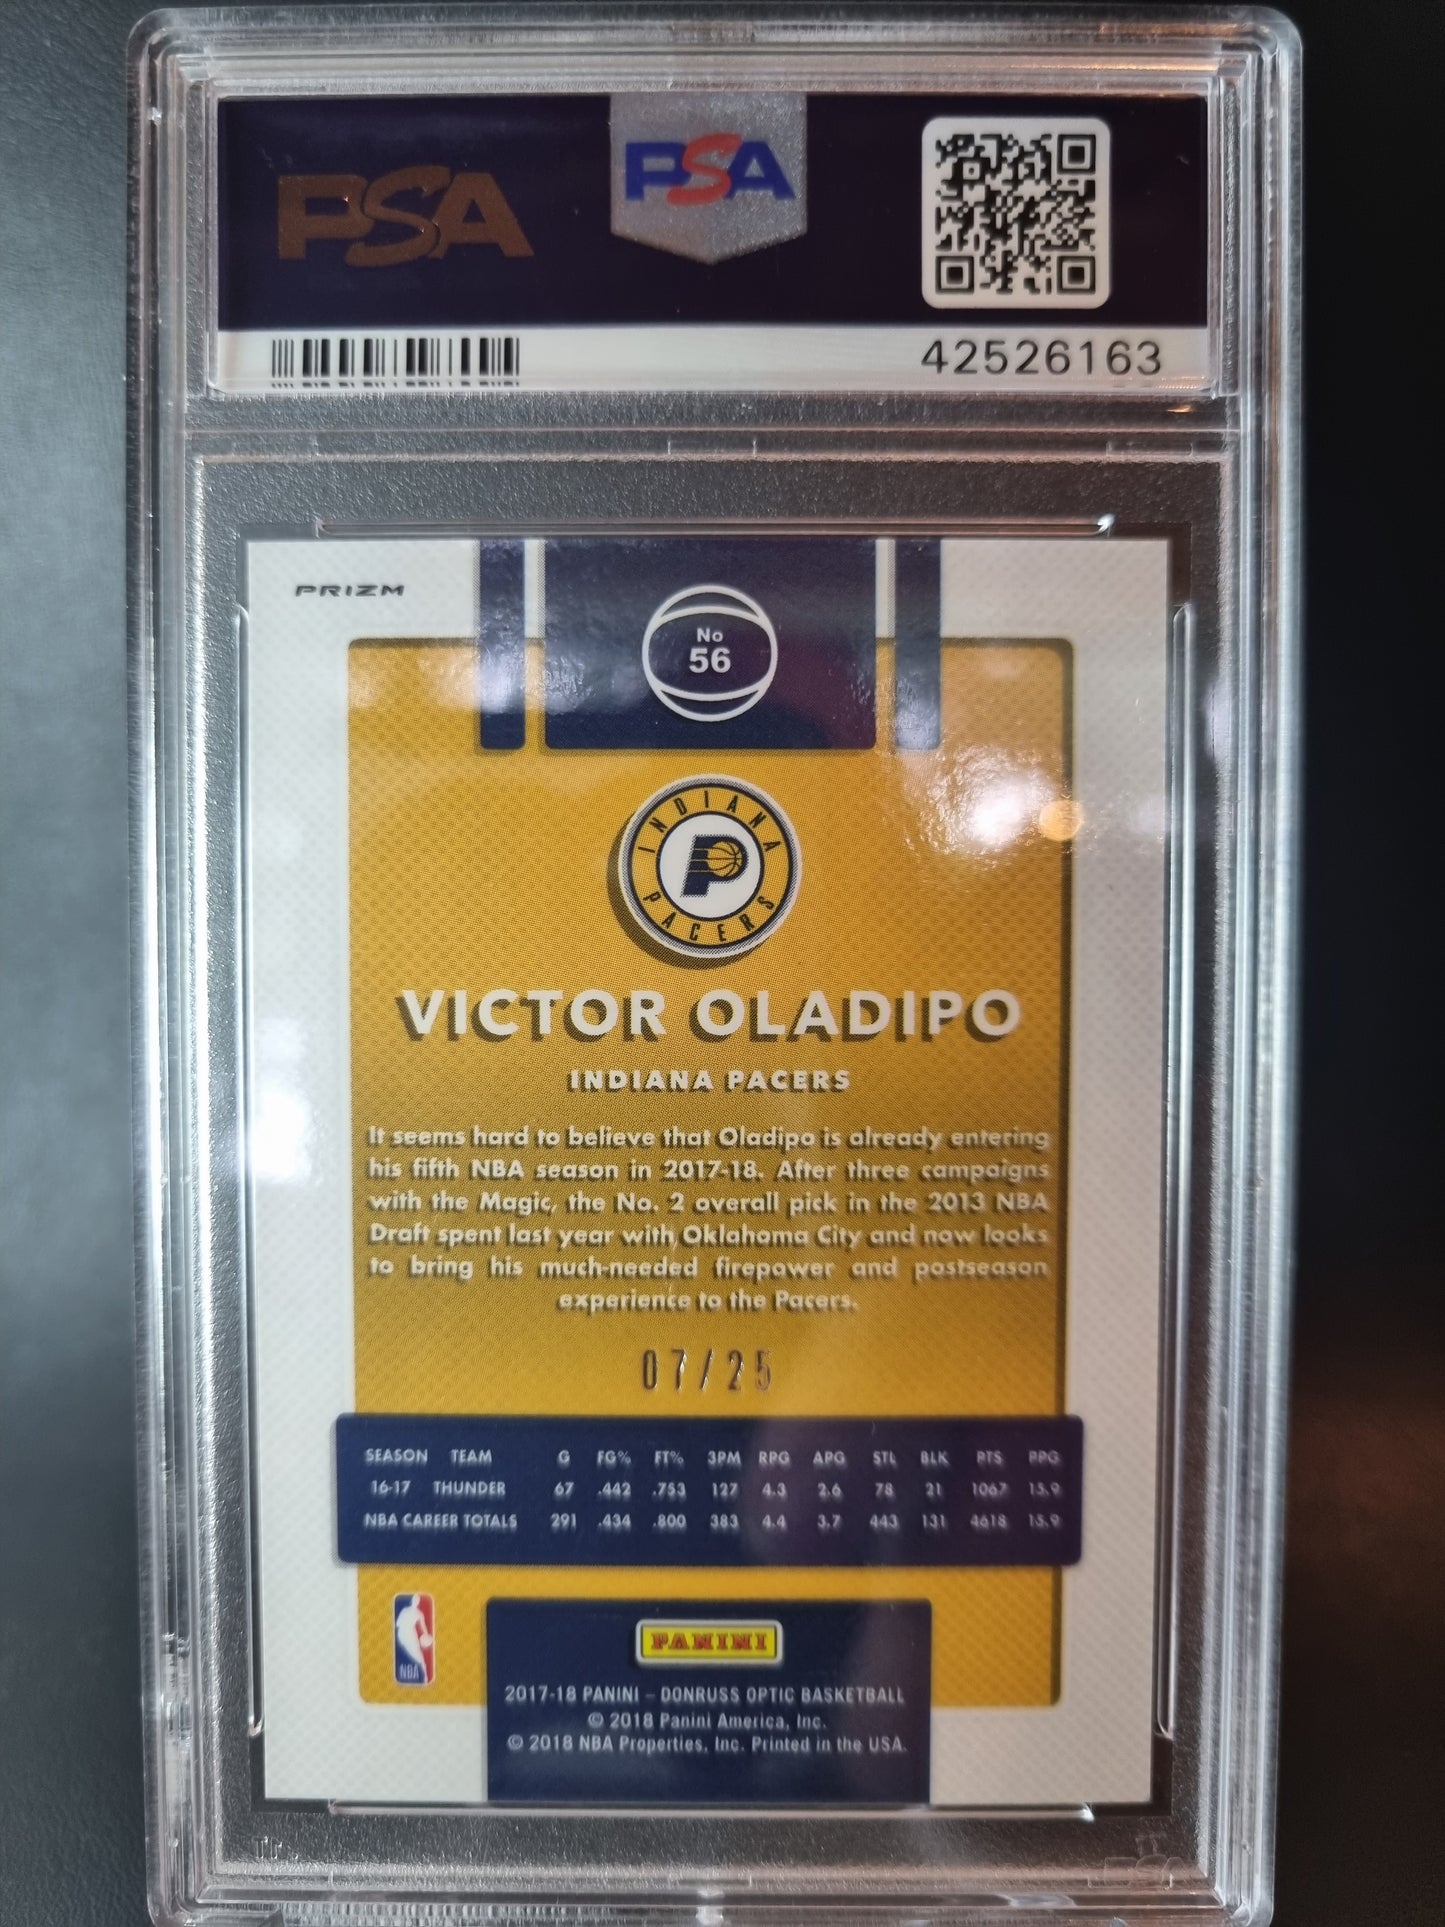 PSA
PSA
42526163
PRIZM
No
56
INDIANA
PACERS
VICTOR OLADIPO
INDIANA PACERS
It seems hard to believe that Oladipo is already entering
his fifth NBA season in 2017-18. After three campaigns
with the Magic, the No. 2 overall pick in the 2013 NBA
Draft spent last year with Oklahoma City and now looks
to bring his much-needed firepower and postseason
experience to the Pacers.
07/25
SEASON TEAM G FG% FT% 3PM RPG APG STL BLK PTS PPG
16-17 THUNDER 67 .442 .753 127 4.3 2.6 78 21 1067 15.9
NBA CAREER TOTALS 291 .434 .800 383 4.4 3.7 443 131 4618 15.9
NBA
PANINI
2017-18 PANINI – DONRUSS OPTIC BASKETBALL
© 2018 Panini America, Inc.
© 2018 NBA Properties, Inc. Printed in the USA.